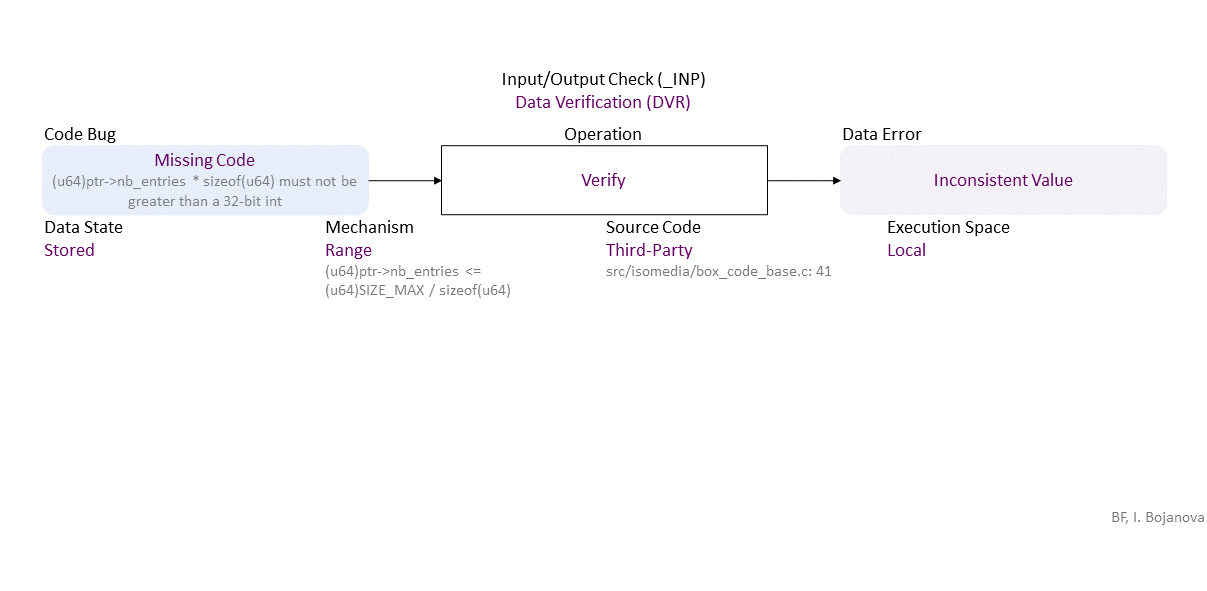 Input/Output Check (_INP)
Data Verification (DVR)
Code Bug
Operation
Data Error
Missing Code
(u64)ptr->nb_entries * sizeof(u64) must not be
greater than a 32-bit int
Verify
Inconsistent Value
Data State
Stored
Mechanism
Range
(u64)ptr->nb_entries <=
(u64)SIZE_MAX / sizeof(u64)
Source Code
Third-Party
src/isomedia/box_code_base.c: 41
Execution Space
Local
BF, I. Bojanova